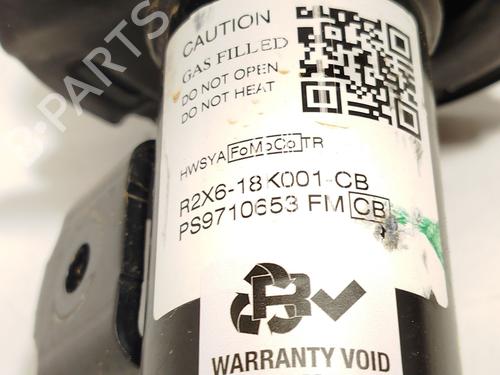 CAUTION
GAS FILLED
DO NOT OPEN
DO NOT HEAT
HWSYA FoMoCo TR
R2X6-18K001-CB
PS9710653 FM CB
R
WARRANTY VOID
B-PARTS